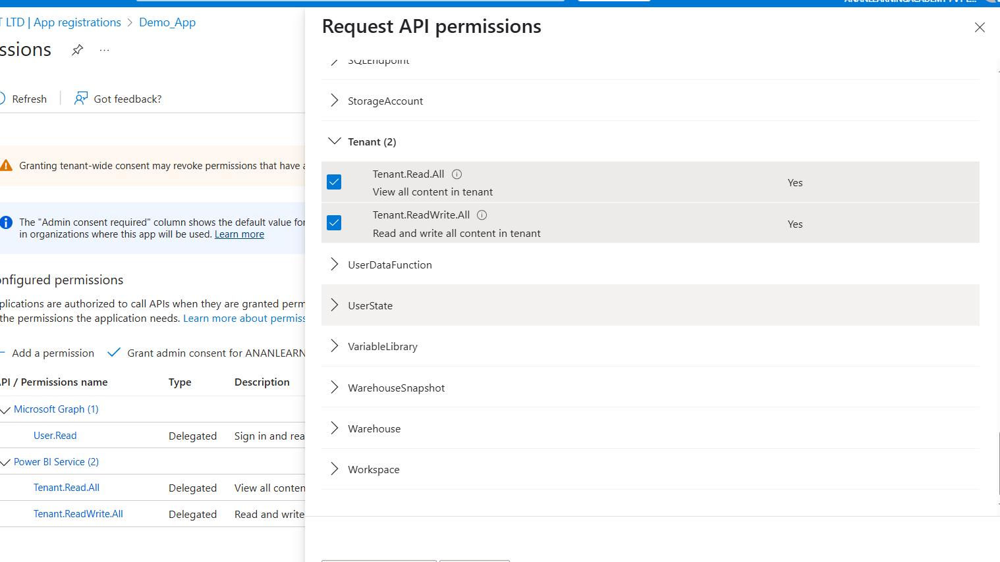 T LTD | App registrations > Demo_App
ssions
...
Refresh
Got feedback?
Granting tenant-wide consent may revoke permissions that have a
The "Admin consent required" column shows the default value for
in organizations where this app will be used. Learn more
onfigured permissions
plications are authorized to call APIs when they are granted perm
the permissions the application needs. Learn more about permiss
Add a permission
Grant admin consent for ANANLEARN
API / Permissions name
Type
Description
Microsoft Graph (1)
User.Read
Delegated
Sign in and rea
Power BI Service (2)
Tenant.Read.All
Delegated
View all conten
Tenant.ReadWrite.All
Delegated
Read and write
Request API permissions
SQLEndpoint
StorageAccount
Tenant (2)
Tenant.Read.All
View all content in tenant
Yes
Tenant.ReadWrite.All
Read and write all content in tenant
Yes
UserDataFunction
UserState
VariableLibrary
WarehouseSnapshot
Warehouse
Workspace